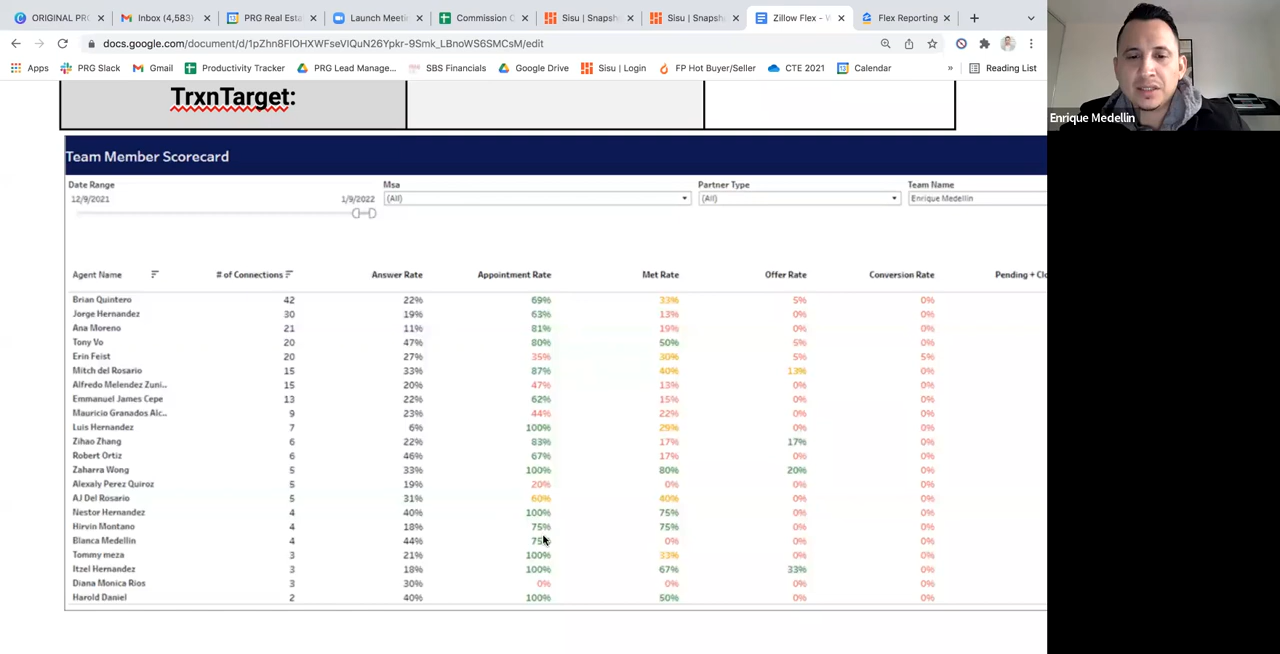 ORIGINAL PR
Inbox (4,583)
PRG Real Esta
Launch Meeti
Commission C
Sisu | Snapsh
Sisu | Snapsh
Zillow Flex - 
Flex Reporting
docs.google.com/document/d/1pZhn8FIOHXWFseVIQuN26Ypkr-9Smk_LBnoWS6SMCsM/edit
Apps PRG Slack Gmail Productivity Tracker PRG Lead Manage... SBS Socials Google Drive Sisu | Login FP Hot Buyer/Seller CTE 2021 Calendar » Reading List
Enrique Medellin
TrxnTarget:
Team Member Scorecard
Date Range Msa Partner Type Team Name
12/9/2021 1/9/2022 (All) (All) Enrique Medellin
Agent Name # of Connections Answer Rate Appointment Rate Met Rate Offer Rate Conversion Rate Pending + Clo
Brian Quintero 42 22% 69% 33% 5% 0%
Jorge Hernandez 30 19% 63% 13% 0% 0%
Ana Moreno 21 11% 81% 19% 0% 0%
Tony Vo 20 47% 80% 50% 5% 0%
Erin Feist 20 27% 35% 30% 5% 5%
Mitch del Rosario 15 33% 87% 40% 13% 0%
Alfredo Melendez Zuni.. 15 20% 47% 13% 0% 0%
Emmanuel James Cepe 13 22% 62% 15% 0% 0%
Mauricio Granados Alc.. 9 23% 44% 22% 0% 0%
Luis Hernandez 7 6% 100% 29% 0% 0%
Zihao Zhang 6 22% 83% 17% 17% 0%
Robert Ortiz 6 46% 67% 17% 0% 0%
Zaharra Wong 5 33% 100% 80% 20% 0%
Alexaly Perez Quiroz 5 19% 20% 0% 0% 0%
AJ Del Rosario 5 31% 60% 40% 0% 0%
Nestor Hernandez 4 40% 100% 75% 0% 0%
Hirvin Montano 4 18% 75% 75% 0% 0%
Blanca Medellin 4 44% 75 0% 0% 0%
Tommy meza 3 21% 100% 33% 0% 0%
Itzel Hernandez 3 18% 100% 67% 33% 0%
Diana Monica Rios 3 30% 0% 0% 0% 0%
Harold Daniel 2 40% 100% 50% 0% 0%